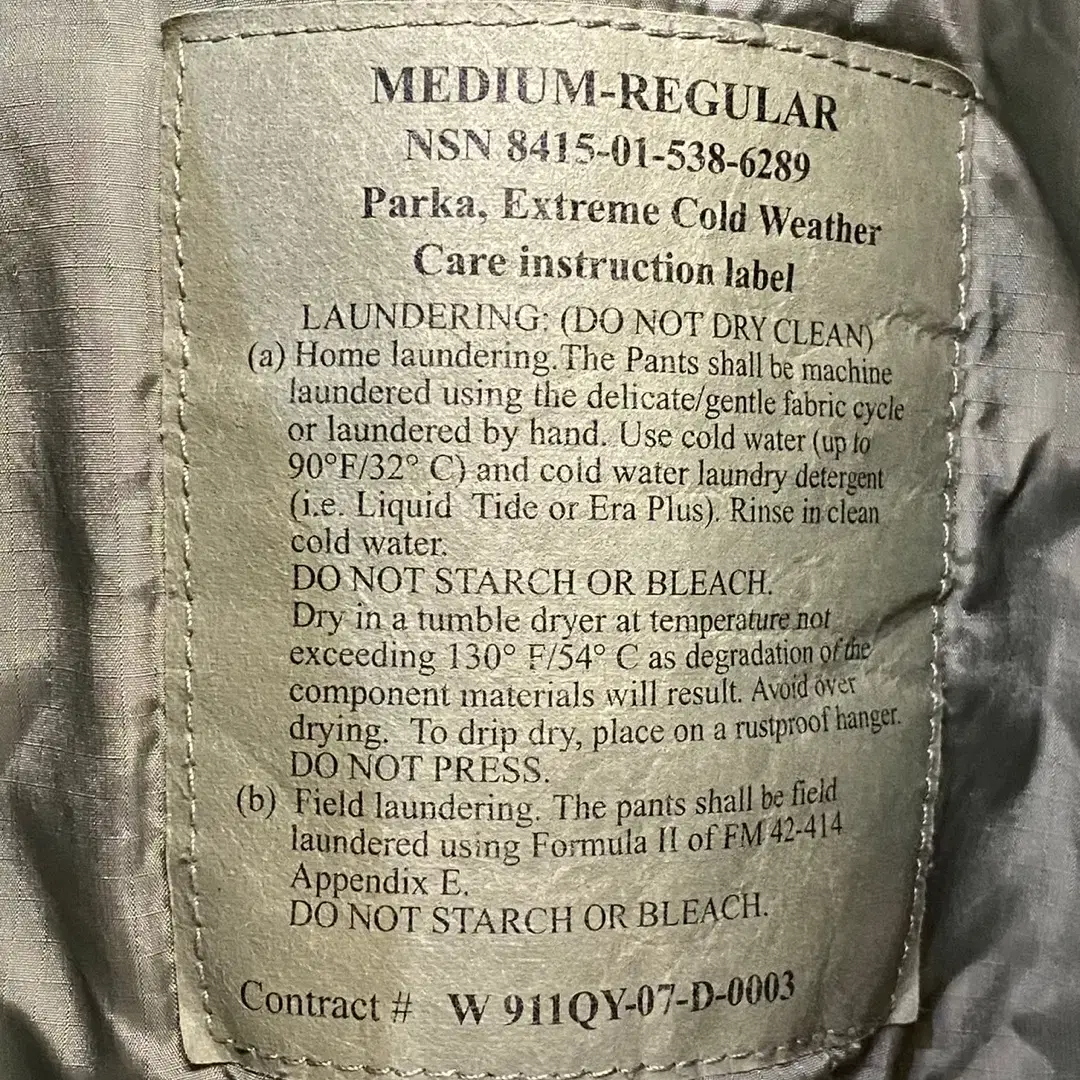 MEDIUM-REGULAR
NSN 8415-01-538-6289
Parka, Extreme Cold Weather
Care instruction label
LAUNDERING: (DO NOT DRY CLEAN)
(a) Home laundering. The Pants shall be machine
laundered using the delicate/gentle fabric cycle
or laundered by hand. Use cold water (up to
90°F/32° C) and cold water laundry detergent
(i.e. Liquid Tide or Era Plus). Rinse in clean
cold water.
DO NOT STARCH OR BLEACH.
Dry in a tumble dryer at temperature not
exceeding 130° F/54° C as degradation of the
component materials will result. Avoid over
drying. To drip dry, place on a rustproof hanger.
DO NOT PRESS.
(b) Field laundering. The pants shall be field
laundered using Formula II of FM 42-414
Appendix E.
DO NOT STARCH OR BLEACH.
Contract # W 911QY-07-D-0003